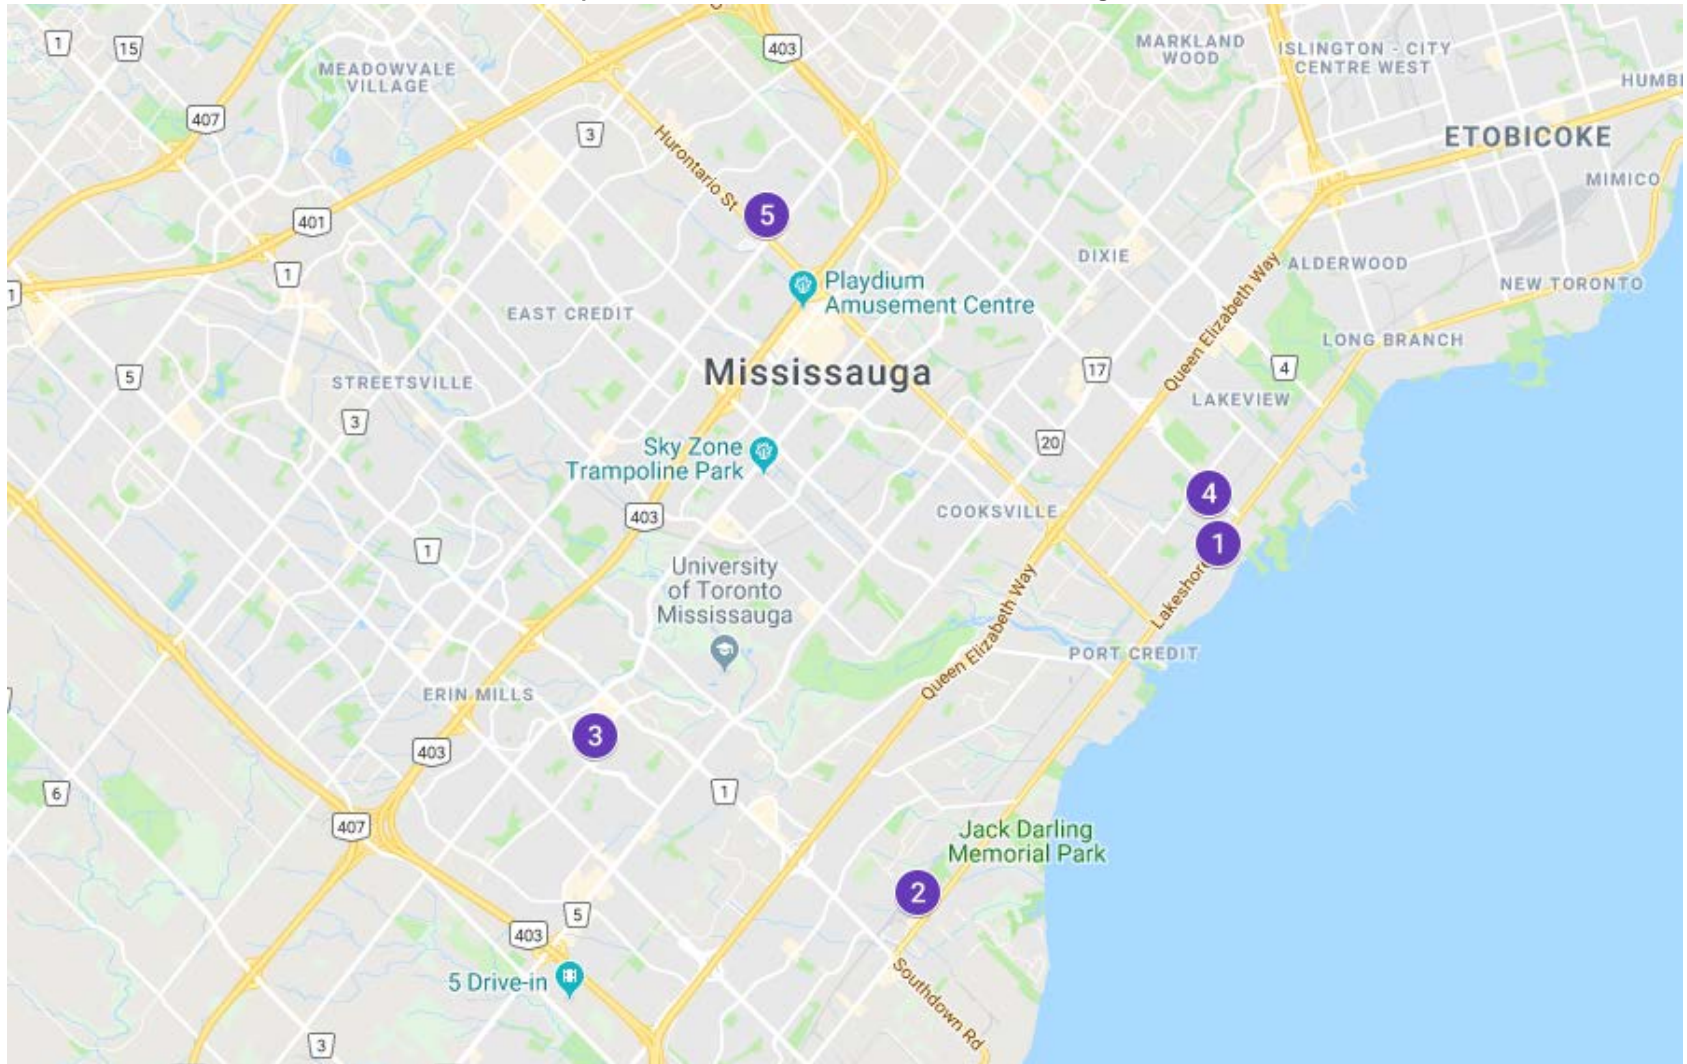 403
MARKLAND
WOOD
ISLINGTON - CITY
CENTRE WEST
1
15
MEADOWVALE
VILLAGE
HUMB
407
3
Hurontario St
ETOBICOKE
MIMICO
401
5
1
DIXIE
Queen Elizabeth Way
ALDERWOOD
1
Playdium
Amusement Centre
NEW TORONTO
EAST CREDIT
LONG BRANCH
5
STREETSVILLE
Mississauga
17
4
LAKEVIEW
3
Sky Zone
Trampoline Park
20
403
COOKSVILLE
4
1
1
University
of Toronto
Mississauga
Queen Elizabeth Way
Lakeshor
PORT CREDIT
ERIN MILLS
3
403
6
1
407
Jack Darling
Memorial Park
2
5
403
5 Drive-in
Southdown Rd
3